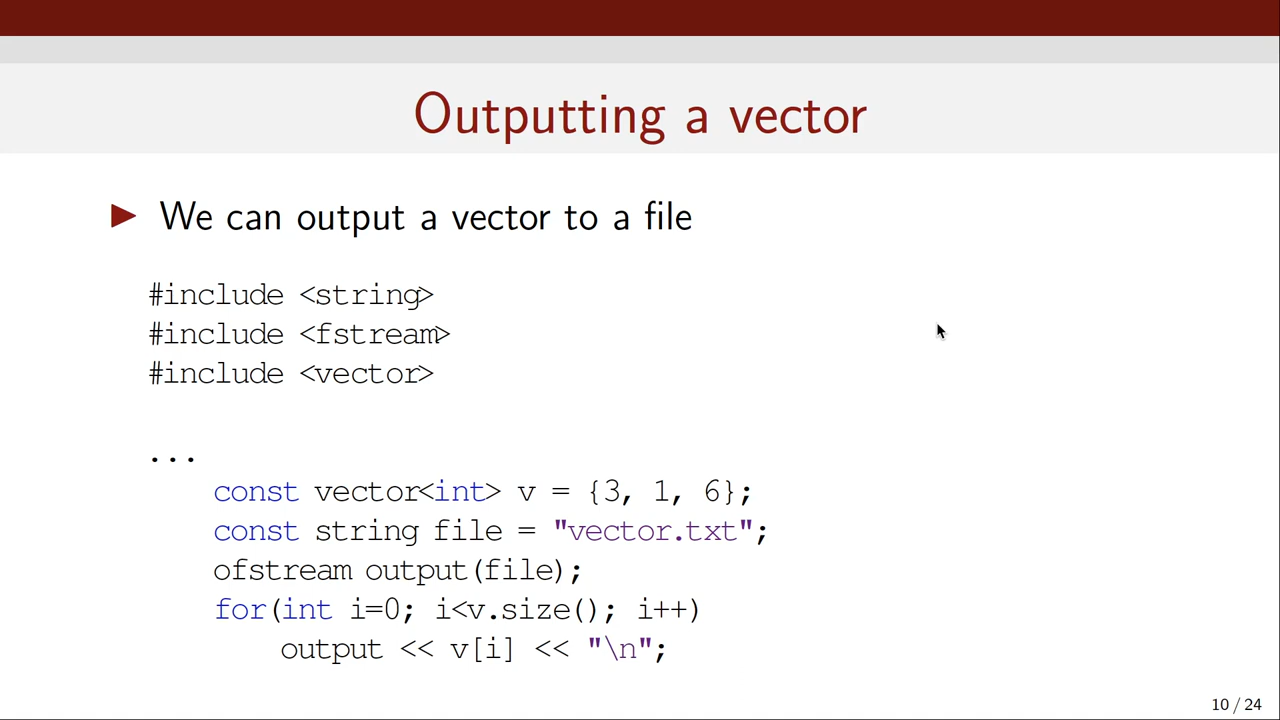 Outputting a vector
We can output a vector to a file
#include <string>
#include <fstream>
#include <vector>
...
const vector<int> v = {3, 1, 6};
const string file = "vector.txt";
ofstream output(file);
for(int i=0; i<v.size(); i++)
output << v[i] << "\n";
10 / 24